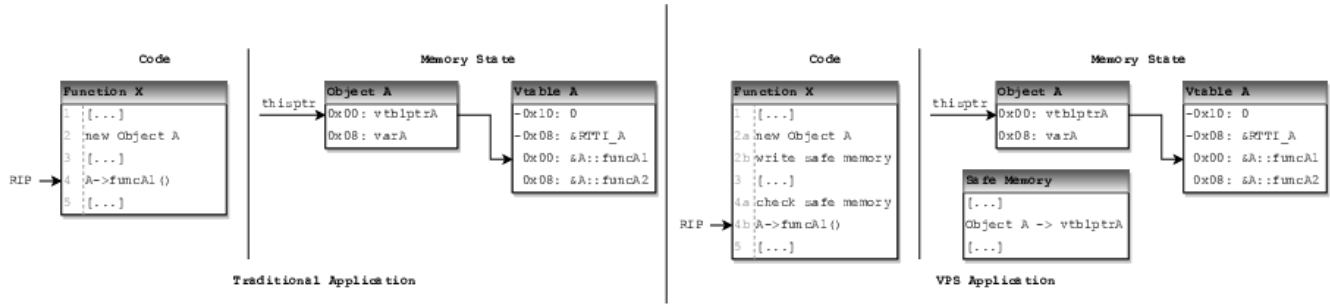 Code
Memory State
Function X
1 [...]
2 new Object A
3 [...]
4 A->funcA1()
5 [...]
RIP
thisptr
Object A
0x00: vtblptrA
0x08: varA
Vtable A
-0x10: 0
-0x08: &RTTI_A
0x00: &A::funcA1
0x08: &A::funcA2
Traditional Application
Code
Memory State
Function X
1 [...]
2a new Object A
2b write safe memory
3 [...]
4a check safe memory
4b A->funcA1()
5 [...]
RIP
thisptr
Object A
0x00: vtblptrA
0x08: varA
Vtable A
-0x10: 0
-0x08: &RTTI_A
0x00: &A::funcA1
0x08: &A::funcA2
Safe Memory
[...]
Object A -> vtblptrA
[...]
VPS Application